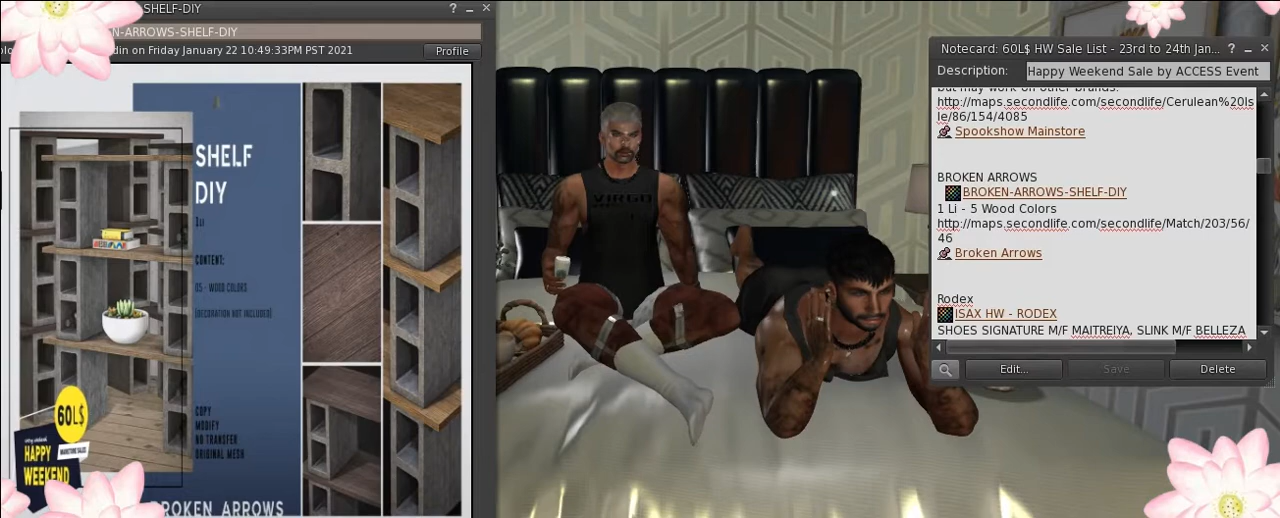 SHELF-DIY
N-ARROWS-SHELF-DIY
din on Friday January 22 10:49:33PM PST 2021
Profile
SHELF
DIY
CONTENT:
05 - WOOD COLORS
(DECORATION NOT INCLUDED)
COPY
MODIFY
NO TRANSFER
ORIGINAL MESH
60L$
HAPPY
WEEKEND
BROKEN ARROWS
VIRGO
Notecard: 60L$ HW Sale List - 23rd to 24th Jan...
Description:
Happy Weekend Sale by ACCESS Event
but may work on other brands.
http://maps.secondlife.com/secondlife/Cerulean%20Is
le/86/154/4085
Spookshow Mainstore
BROKEN ARROWS
BROKEN-ARROWS-SHELF-DIY
1 Li - 5 Wood Colors
http://maps.secondlife.com/secondlife/Match/203/56/
46
Broken Arrows
Rodex
ISAX HW - RODEX
SHOES SIGNATURE M/F MAITREIYA, SLINK M/F BELLEZA
Edit...
Save
Delete